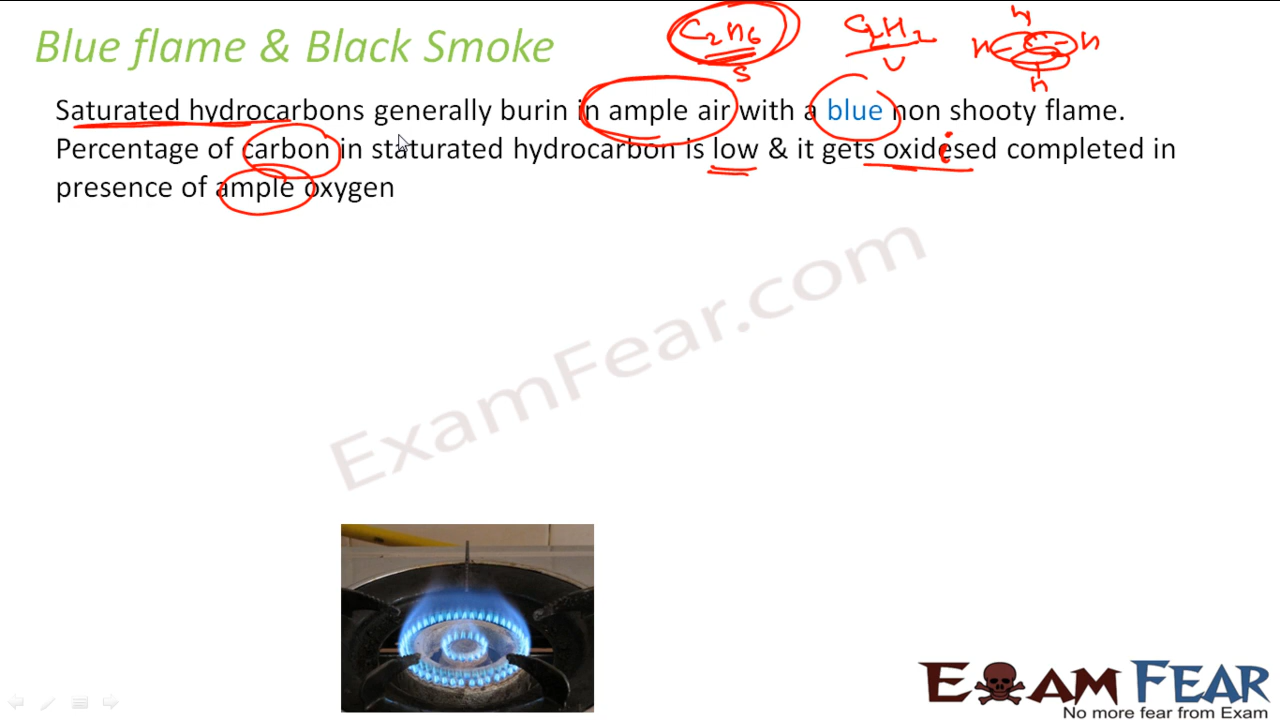 Blue flame & Black Smoke
C2H6
S
C2H2
U
H
H H
H
Saturated hydrocarbons generally burin in ample air with a blue non shooty flame.
Percentage of carbon in staturated hydrocarbon is low & it gets oxidised completed in
presence of ample oxygen
ExamFear.com
EXAM FEAR
No more fear from Exam